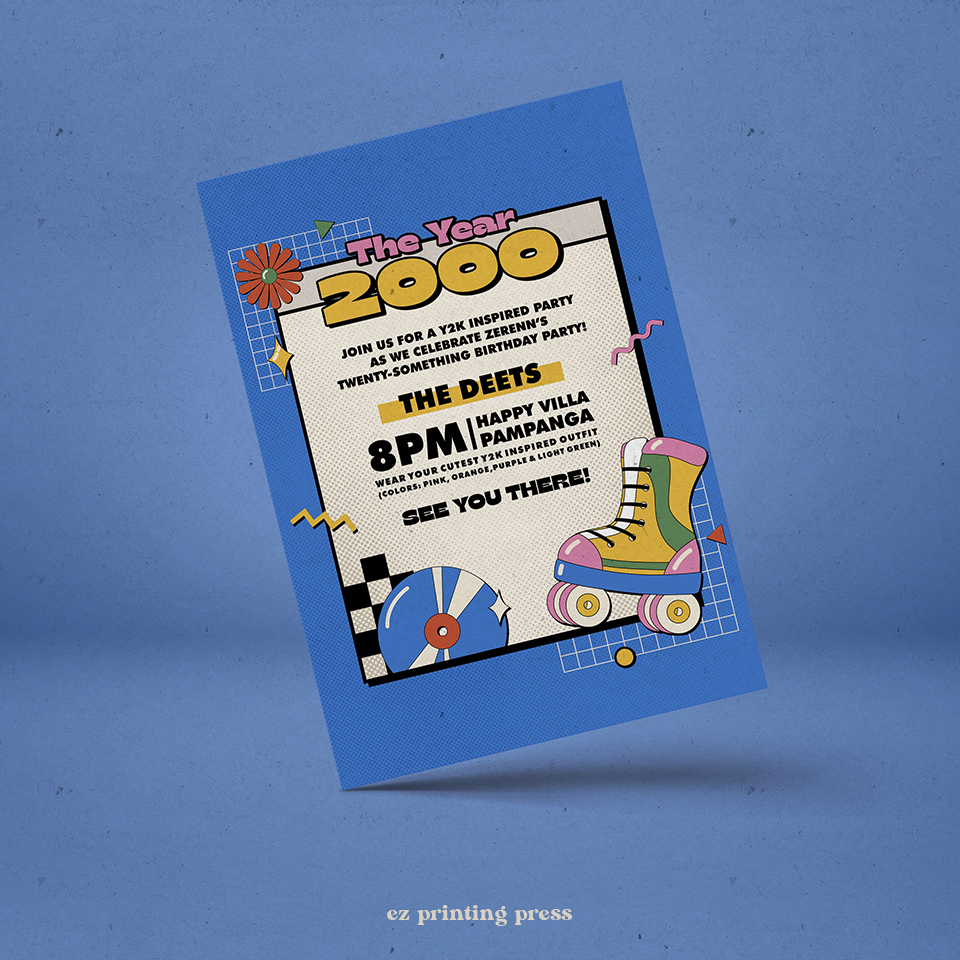 The Year
2000
JOIN US FOR A Y2K INSPIRED PARTY
AS WE CELEBRATE ZERENN'S
TWENTY-SOMETHING BIRTHDAY PARTY!
THE DEETS
8PM | HAPPY VILLA
PAMPANGA
WEAR YOUR CUTEST Y2K INSPIRED OUTFIT
(COLORS: PINK, ORANGE,PURPLE & LIGHT GREEN)
SEE YOU THERE!
ez printing press